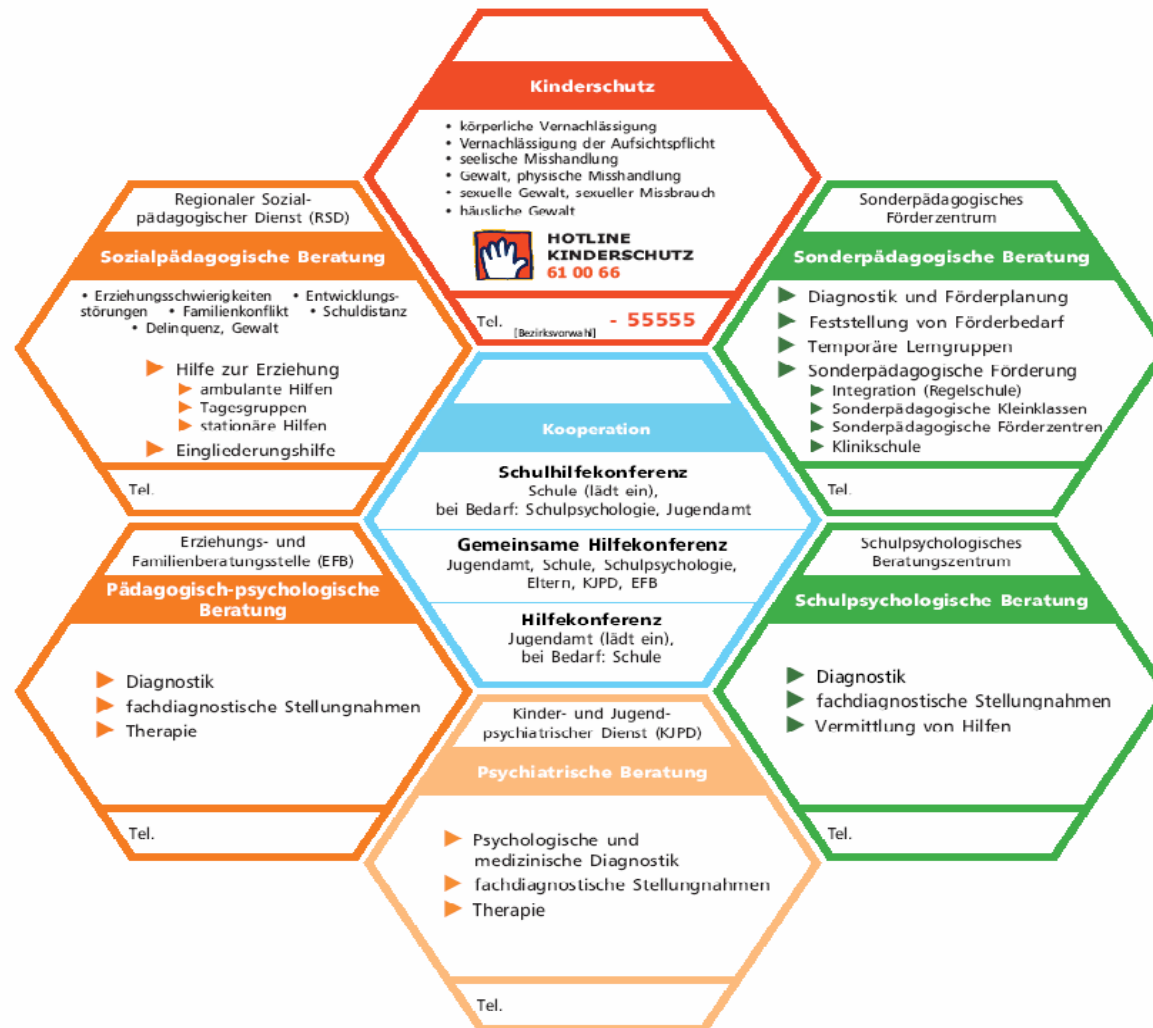 Kinderschutz
• körperliche Vernachlässigung
• Vernachlässigung der Aufsichtspflicht
• seelische Misshandlung
• Gewalt, physische Misshandlung
• sexuelle Gewalt, sexueller Missbrauch
• häusliche Gewalt
HOTLINE
KINDERSCHUTZ
61 00 66
Tel. - 55555
[Bezirksvorwahl]
Regionaler Sozial-
pädagogischer Dienst (RSD)
Sozialpädagogische Beratung
• Erziehungsschwierigkeiten • Entwicklungs-
störungen • Familienkonflikt • Schuldistanz
• Delinquenz, Gewalt
Hilfe zur Erziehung
ambulante Hilfen
Tagesgruppen
stationäre Hilfen
Eingliederungshilfe
Tel.
Sonderpädagogisches
Förderzentrum
Sonderpädagogische Beratung
Diagnostik und Förderplanung
Feststellung von Förderbedarf
Temporäre Lerngruppen
Sonderpädagogische Förderung
Integration (Regelschule)
Sonderpädagogische Kleinklassen
Sonderpädagogische Förderzentren
Klinikschule
Tel.
Kooperation
Schulhilfekonferenz
Schule (lädt ein),
bei Bedarf: Schulpsychologie, Jugendamt
Gemeinsame Hilfekonferenz
Jugendamt, Schule, Schulpsychologie,
Eltern, KJPD, EFB
Hilfekonferenz
Jugendamt (lädt ein),
bei Bedarf: Schule
Erziehungs- und
Familienberatungsstelle (EFB)
Pädagogisch-psychologische
Beratung
Diagnostik
fachdiagnostische Stellungnahmen
Therapie
Tel.
Schulpsychologisches
Beratungszentrum
Schulpsychologische Beratung
Diagnostik
fachdiagnostische Stellungnahmen
Vermittlung von Hilfen
Tel.
Kinder- und Jugend-
psychiatrischer Dienst (KJPD)
Psychiatrische Beratung
Psychologische und
medizinische Diagnostik
fachdiagnostische Stellungnahmen
Therapie
Tel.